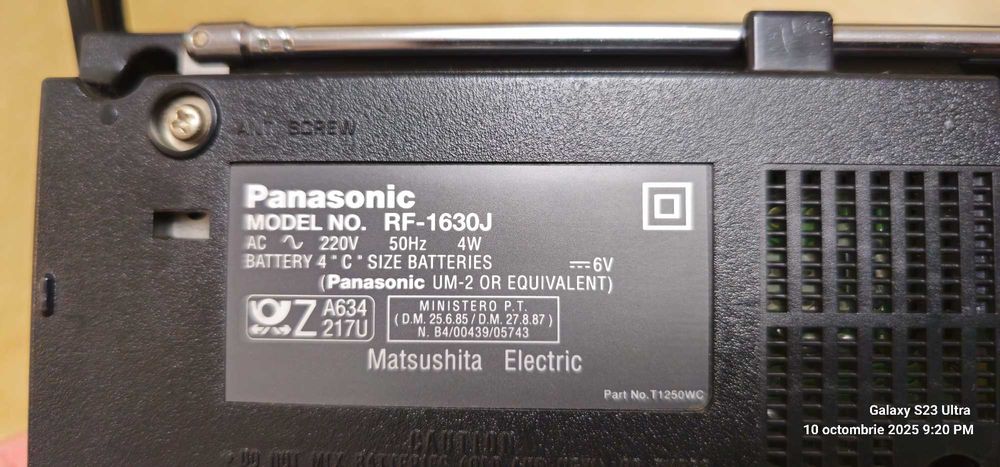 ANT SCREW
Panasonic
MODEL NO. RF-1630J
AC ∿ 220V 50Hz 4W
BATTERY 4 "C" SIZE BATTERIES ⎓ 6V
(Panasonic UM-2 OR EQUIVALENT)
Z A634
217U
MINISTERO P.T.
(D.M. 25.6.85 / D.M. 27.8.87)
N. B4/00439/05743
Matsushita Electric
Part No. T1250WC
CAUTION
Galaxy S23 Ultra
10 octombrie 2025 9:20 PM